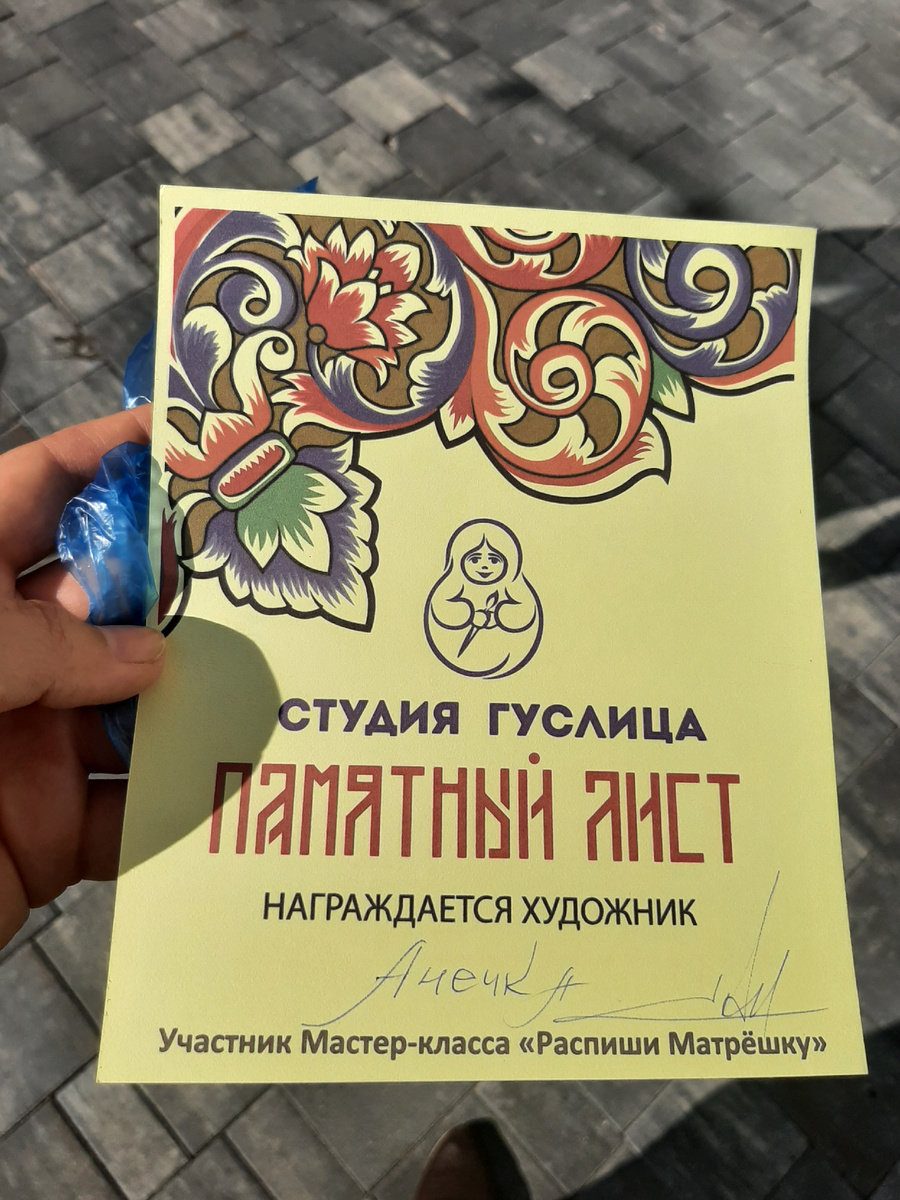 СТУДИЯ ГУСЛИЦА
ПАМЯТНЫЙ ЛИСТ
НАГРАЖДАЕТСЯ ХУДОЖНИК
Анечка
Участник Мастер-класса «Распиши Матрёшку»